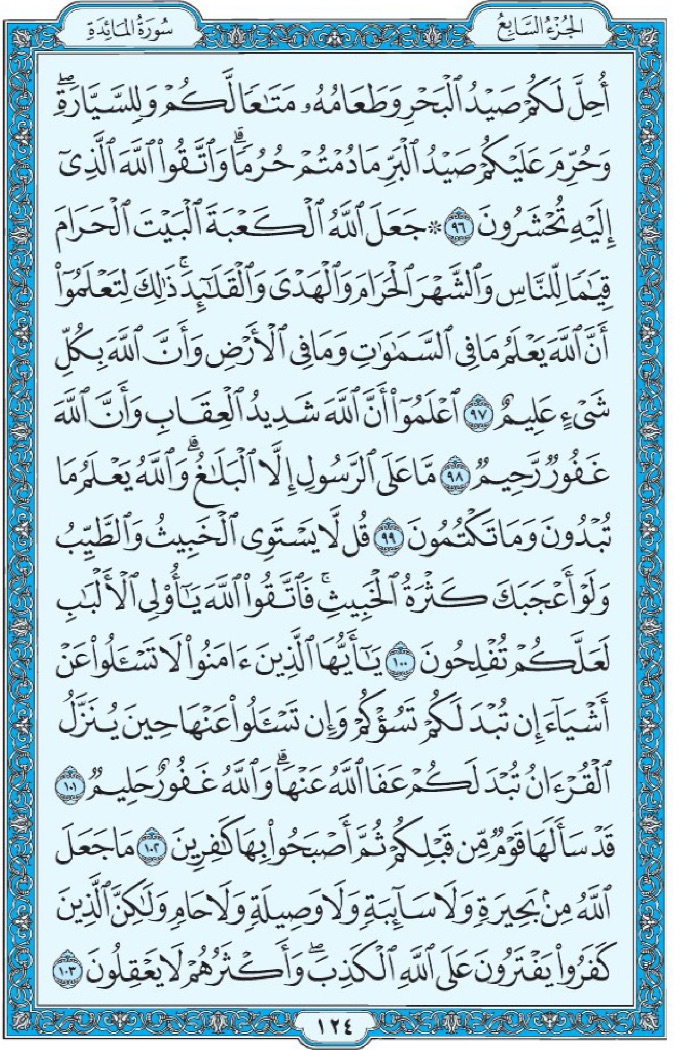 الجُزْءُ السَّابِعُ
سُورَةُ المَائِدَةِ
أُحِلَّ لَكُمْ صَيْدُ ٱلْبَحْرِ وَطَعَامُهُۥ مَتَٰعًا لَّكُمْ وَلِلسَّيَّارَةِۖ
وَحُرِّمَ عَلَيْكُمْ صَيْدُ ٱلْبَرِّ مَا دُمْتُمْ حُرُمًاۗ وَٱتَّقُوا۟ ٱللَّهَ ٱلَّذِىٓ
إِلَيْهِ تُحْشَرُونَ ٩٦ ۞ جَعَلَ ٱللَّهُ ٱلْكَعْبَةَ ٱلْبَيْتَ ٱلْحَرَامَ
قِيَٰمًا لِّلنَّاسِ وَٱلشَّهْرَ ٱلْحَرَامَ وَٱلْهَدْىَ وَٱلْقَلَٰٓئِدَۚ ذَٰلِكَ لِتَعْلَمُوٓا۟
أَنَّ ٱللَّهَ يَعْلَمُ مَا فِى ٱلسَّمَٰوَٰتِ وَمَا فِى ٱلْأَرْضِ وَأَنَّ ٱللَّهَ بِكُلِّ
شَىْءٍ عَلِيمٌ ٩٧ ٱعْلَمُوٓا۟ أَنَّ ٱللَّهَ شَدِيدُ ٱلْعِقَابِ وَأَنَّ ٱللَّهَ
غَفُورٌ رَّحِيمٌ ٩٨ مَّا عَلَى ٱلرَّسُولِ إِلَّا ٱلْبَلَٰغُۗ وَٱللَّهُ يَعْلَمُ مَا
تُبْدُونَ وَمَا تَكْتُمُونَ ٩٩ قُل لَّا يَسْتَوِى ٱلْخَبِيثُ وَٱلطَّيِّبُ
وَلَوْ أَعْجَبَكَ كَثْرَةُ ٱلْخَبِيثِۚ فَٱتَّقُوا۟ ٱللَّهَ يَٰٓأُو۟لِى ٱلْأَلْبَٰبِ
لَعَلَّكُمْ تُفْلِحُونَ ١٠٠ يَٰٓأَيُّهَا ٱلَّذِينَ ءَامَنُوا۟ لَا تَسْـَٔلُوا۟ عَنْ
أَشْيَآءَ إِن تُبْدَ لَكُمْ تَسُؤْكُمْ وَإِن تَسْـَٔلُوا۟ عَنْهَا حِينَ يُنَزَّلُ
ٱلْقُرْءَانُ تُبْدَ لَكُمْ عَفَا ٱللَّهُ عَنْهَاۗ وَٱللَّهُ غَفُورٌ حَلِيمٌ ١٠١
قَدْ سَأَلَهَا قَوْمٌ مِّن قَبْلِكُمْ ثُمَّ أَصْبَحُوا۟ بِهَا كَٰفِرِينَ ١٠٢ مَا جَعَلَ
ٱللَّهُ مِنۢ بَحِيرَةٍ وَلَا سَآئِبَةٍ وَلَا وَصِيلَةٍ وَلَا حَامٍ وَلَٰكِنَّ ٱلَّذِينَ
كَفَرُوا۟ يَفْتَرُونَ عَلَى ٱللَّهِ ٱلْكَذِبَۖ وَأَكْثَرُهُمْ لَا يَعْقِلُونَ ١٠٣
١٢٤